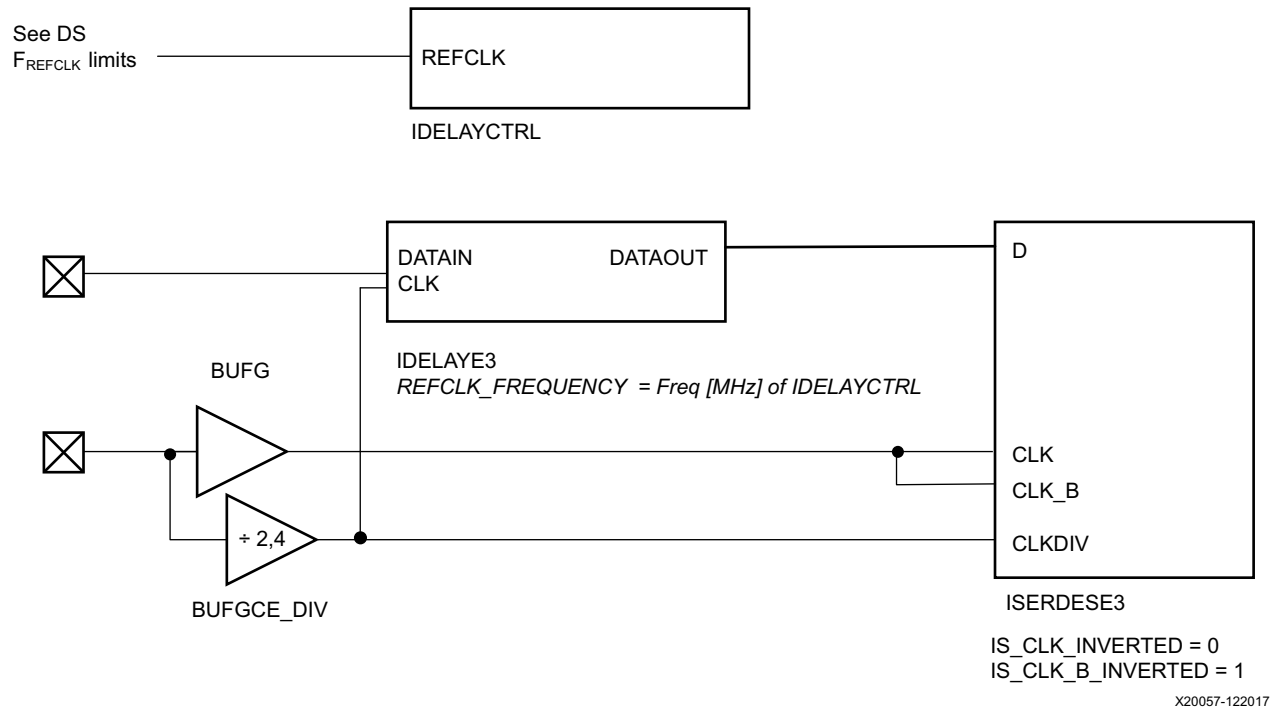 See DS
FREFCLK limits
REFCLK
IDELAYCTRL
DATAIN
DATAOUT
CLK
D
IDELAYE3
REFCLK_FREQUENCY = Freq [MHz] of IDELAYCTRL
BUFG
CLK
CLK_B
÷ 2,4
CLKDIV
BUFGCE_DIV
ISERDESE3
IS_CLK_INVERTED = 0
IS_CLK_B_INVERTED = 1
X20057-122017